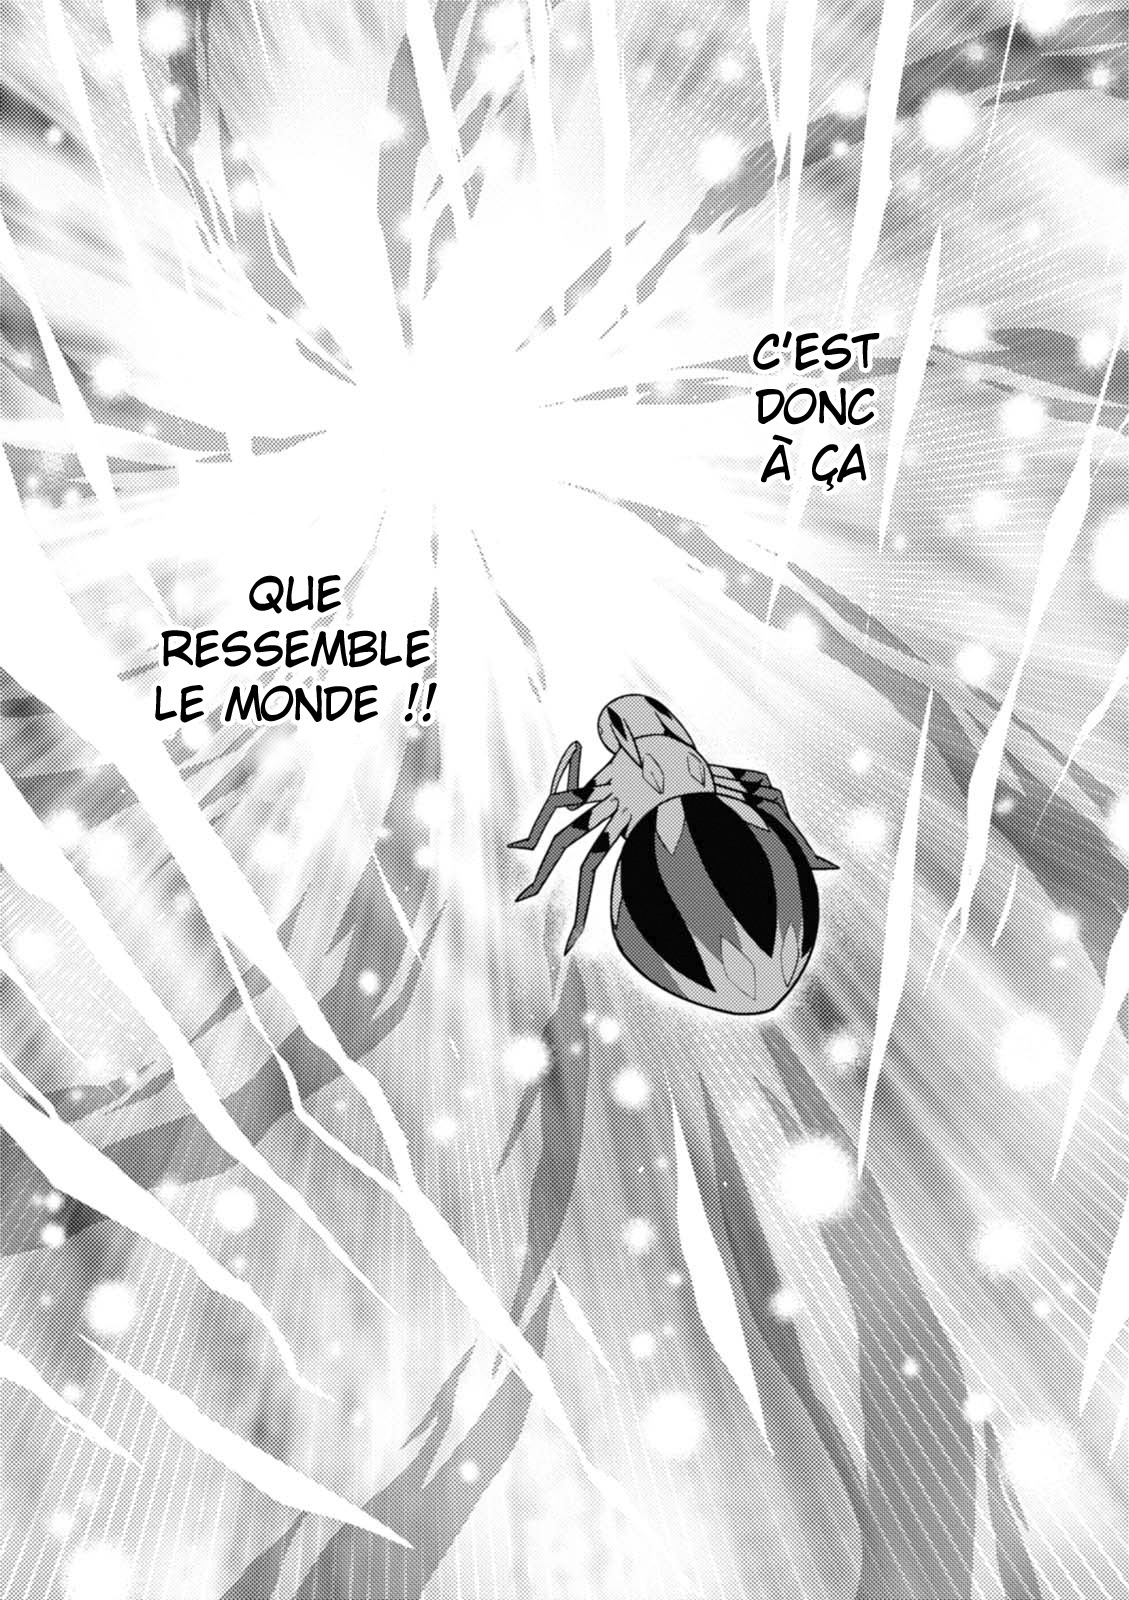 C'EST
DONC
À ÇA
QUE
RESSEMBLE
LE MONDE !!